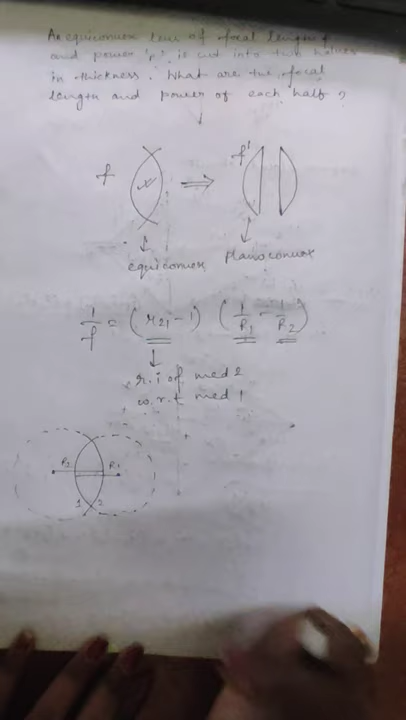 An equiconvex lens of focal length f
and power 'p' is cut into two halves
in thickness. What are the focal
length and power of each half ?
f ⇒ f'
equiconvex planoconvex
1/f = (n21 - 1) (1/R1 - 1/R2)
r.i of med 2
w.r.t med 1
R2 R1
1 2